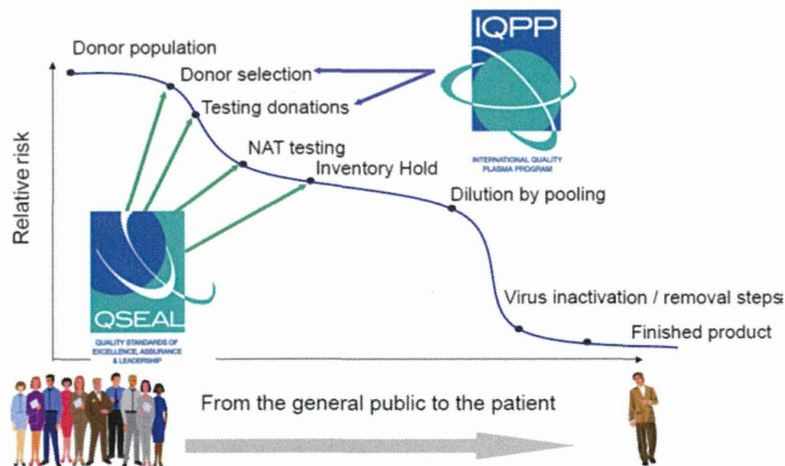 IQPP
INTERNATIONAL QUALITY
PLASMA PROGRAM
Donor population
Donor selection
Testing donations
NAT testing
Inventory Hold
Dilution by pooling
Virus inactivation / removal steps
Finished product
Relative risk
QSEAL
QUALITY STANDARDS OF
EXCELLENCE, ASSURANCE
& LEADERSHIP
From the general public to the patient